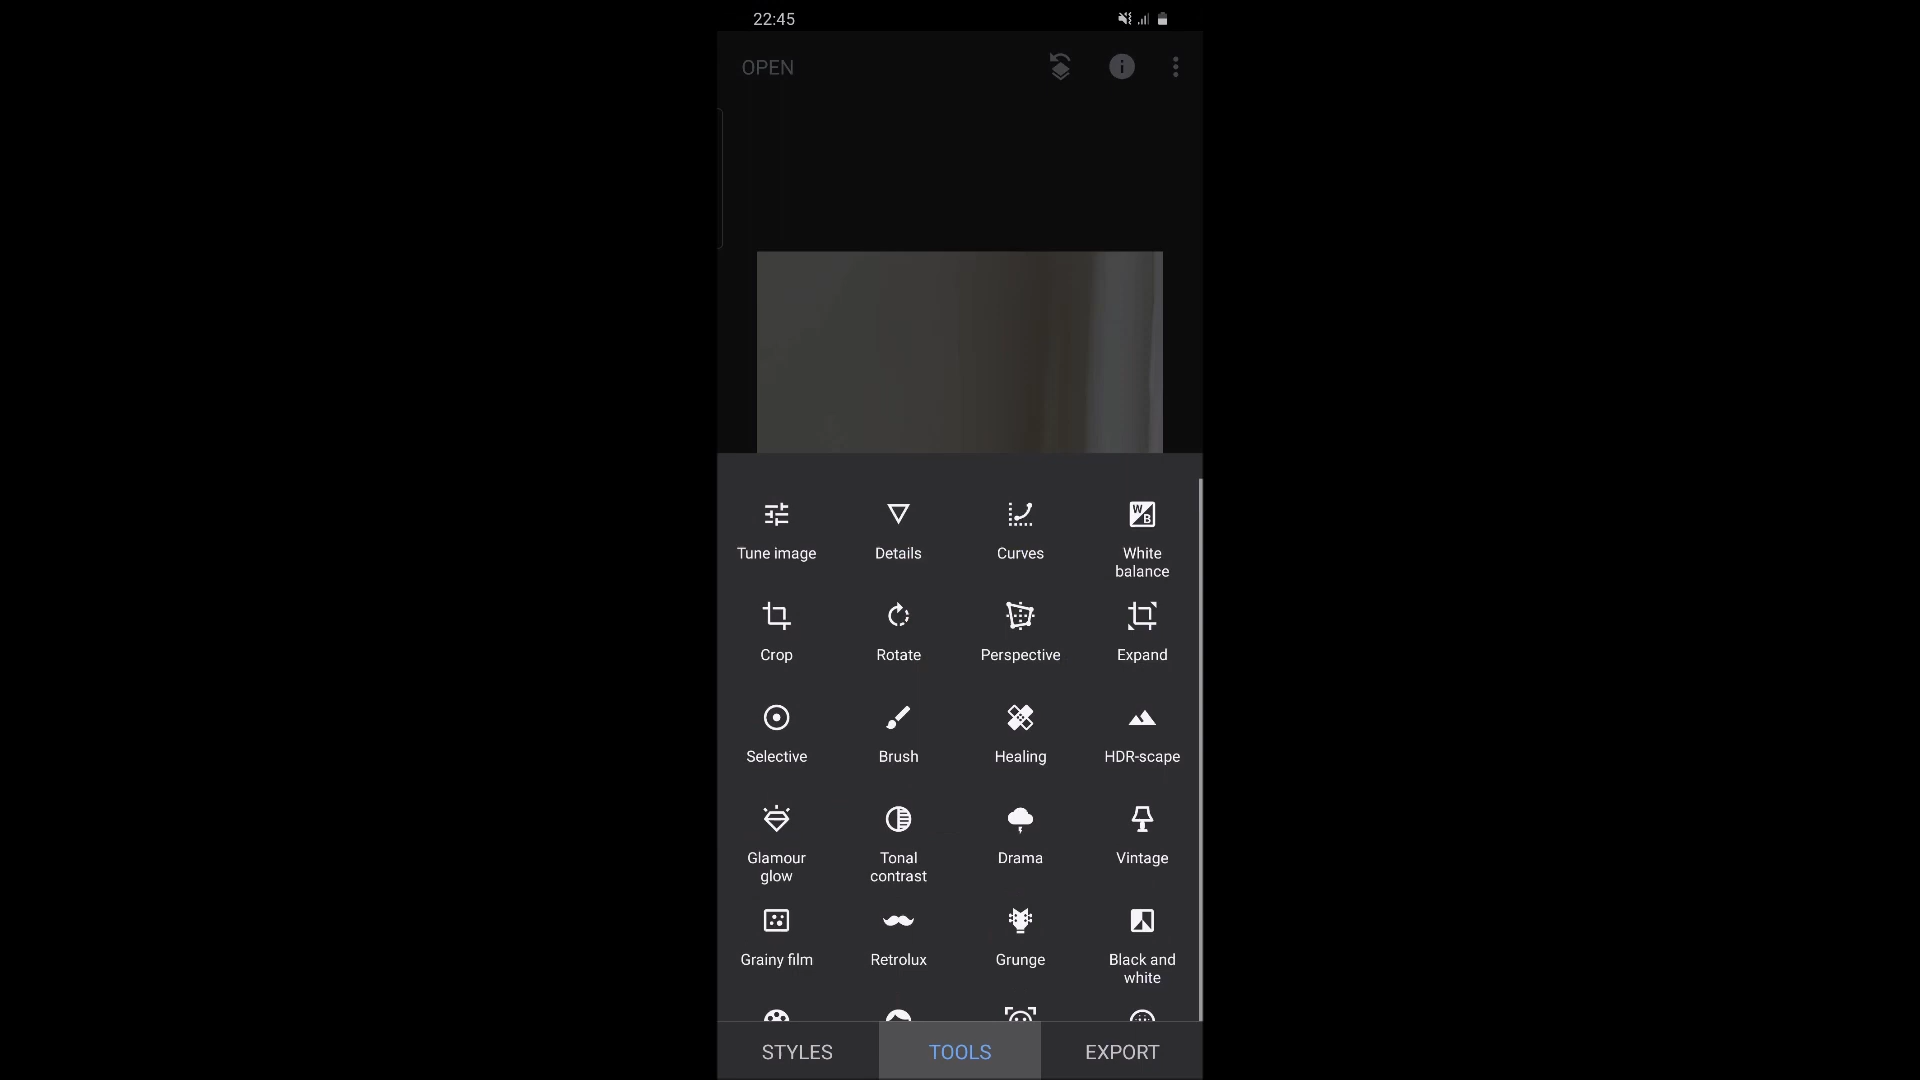 22:45
OPEN
Tune image
Details
Curves
White
balance
Crop
Rotate
Perspective
Expand
Selective
Brush
Healing
HDR-scape
Glamour
glow
Tonal
contrast
Drama
Vintage
Grainy film
Retrolux
Grunge
Black and
white
STYLES
TOOLS
EXPORT